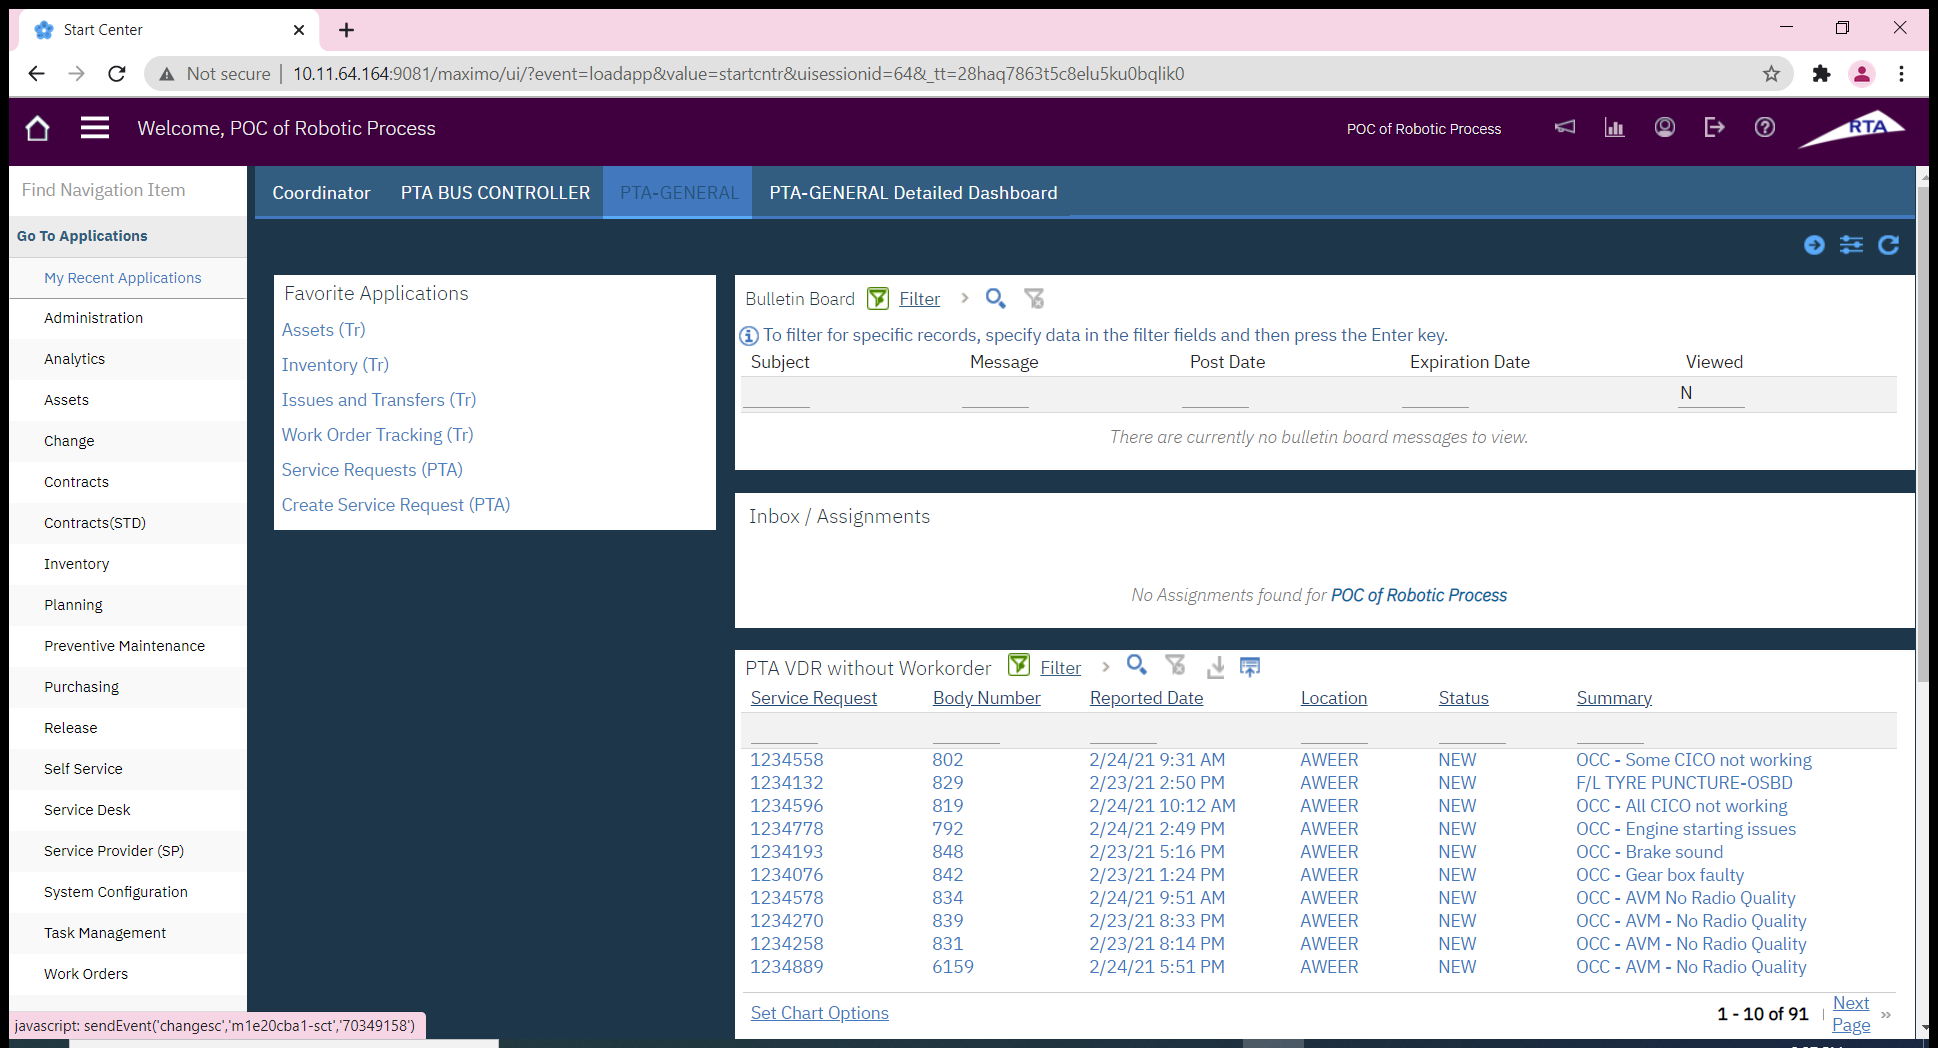 Start Center
Not secure 10.11.64.164:9081/maximo/ui/?event=loadapp&value=startcntr&uisessionid=64&_tt=28haq7863t5c8elu5ku0bqlik0
Welcome, POC of Robotic Process
POC of Robotic Process
RTA
Find Navigation Item
Go To Applications
My Recent Applications
Administration
Analytics
Assets
Change
Contracts
Contracts(STD)
Inventory
Planning
Preventive Maintenance
Purchasing
Release
Self Service
Service Desk
Service Provider (SP)
System Configuration
Task Management
Work Orders
javascript: sendEvent('changesc','m1e20cba1-sct','70349158')
Coordinator PTA BUS CONTROLLER PTA-GENERAL PTA-GENERAL Detailed Dashboard
Favorite Applications
Assets (Tr)
Inventory (Tr)
Issues and Transfers (Tr)
Work Order Tracking (Tr)
Service Requests (PTA)
Create Service Request (PTA)
Bulletin Board Filter
To filter for specific records, specify data in the filter fields and then press the Enter key.
Subject Message Post Date Expiration Date Viewed
N
There are currently no bulletin board messages to view.
Inbox / Assignments
No Assignments found for POC of Robotic Process
PTA VDR without Workorder Filter
Service Request Body Number Reported Date Location Status Summary
1234558 802 2/24/21 9:31 AM AWEER NEW OCC - Some CICO not working
1234132 829 2/23/21 2:50 PM AWEER NEW F/L TYRE PUNCTURE-OSBD
1234596 819 2/24/21 10:12 AM AWEER NEW OCC - All CICO not working
1234778 792 2/24/21 2:49 PM AWEER NEW OCC - Engine starting issues
1234193 848 2/23/21 5:16 PM AWEER NEW OCC - Brake sound
1234076 842 2/23/21 1:24 PM AWEER NEW OCC - Gear box faulty
1234578 834 2/24/21 9:51 AM AWEER NEW OCC - AVM No Radio Quality
1234270 839 2/23/21 8:33 PM AWEER NEW OCC - AVM - No Radio Quality
1234258 831 2/23/21 8:14 PM AWEER NEW OCC - AVM - No Radio Quality
1234889 6159 2/24/21 5:51 PM AWEER NEW OCC - AVM - No Radio Quality
Set Chart Options 1 - 10 of 91 Next
Page